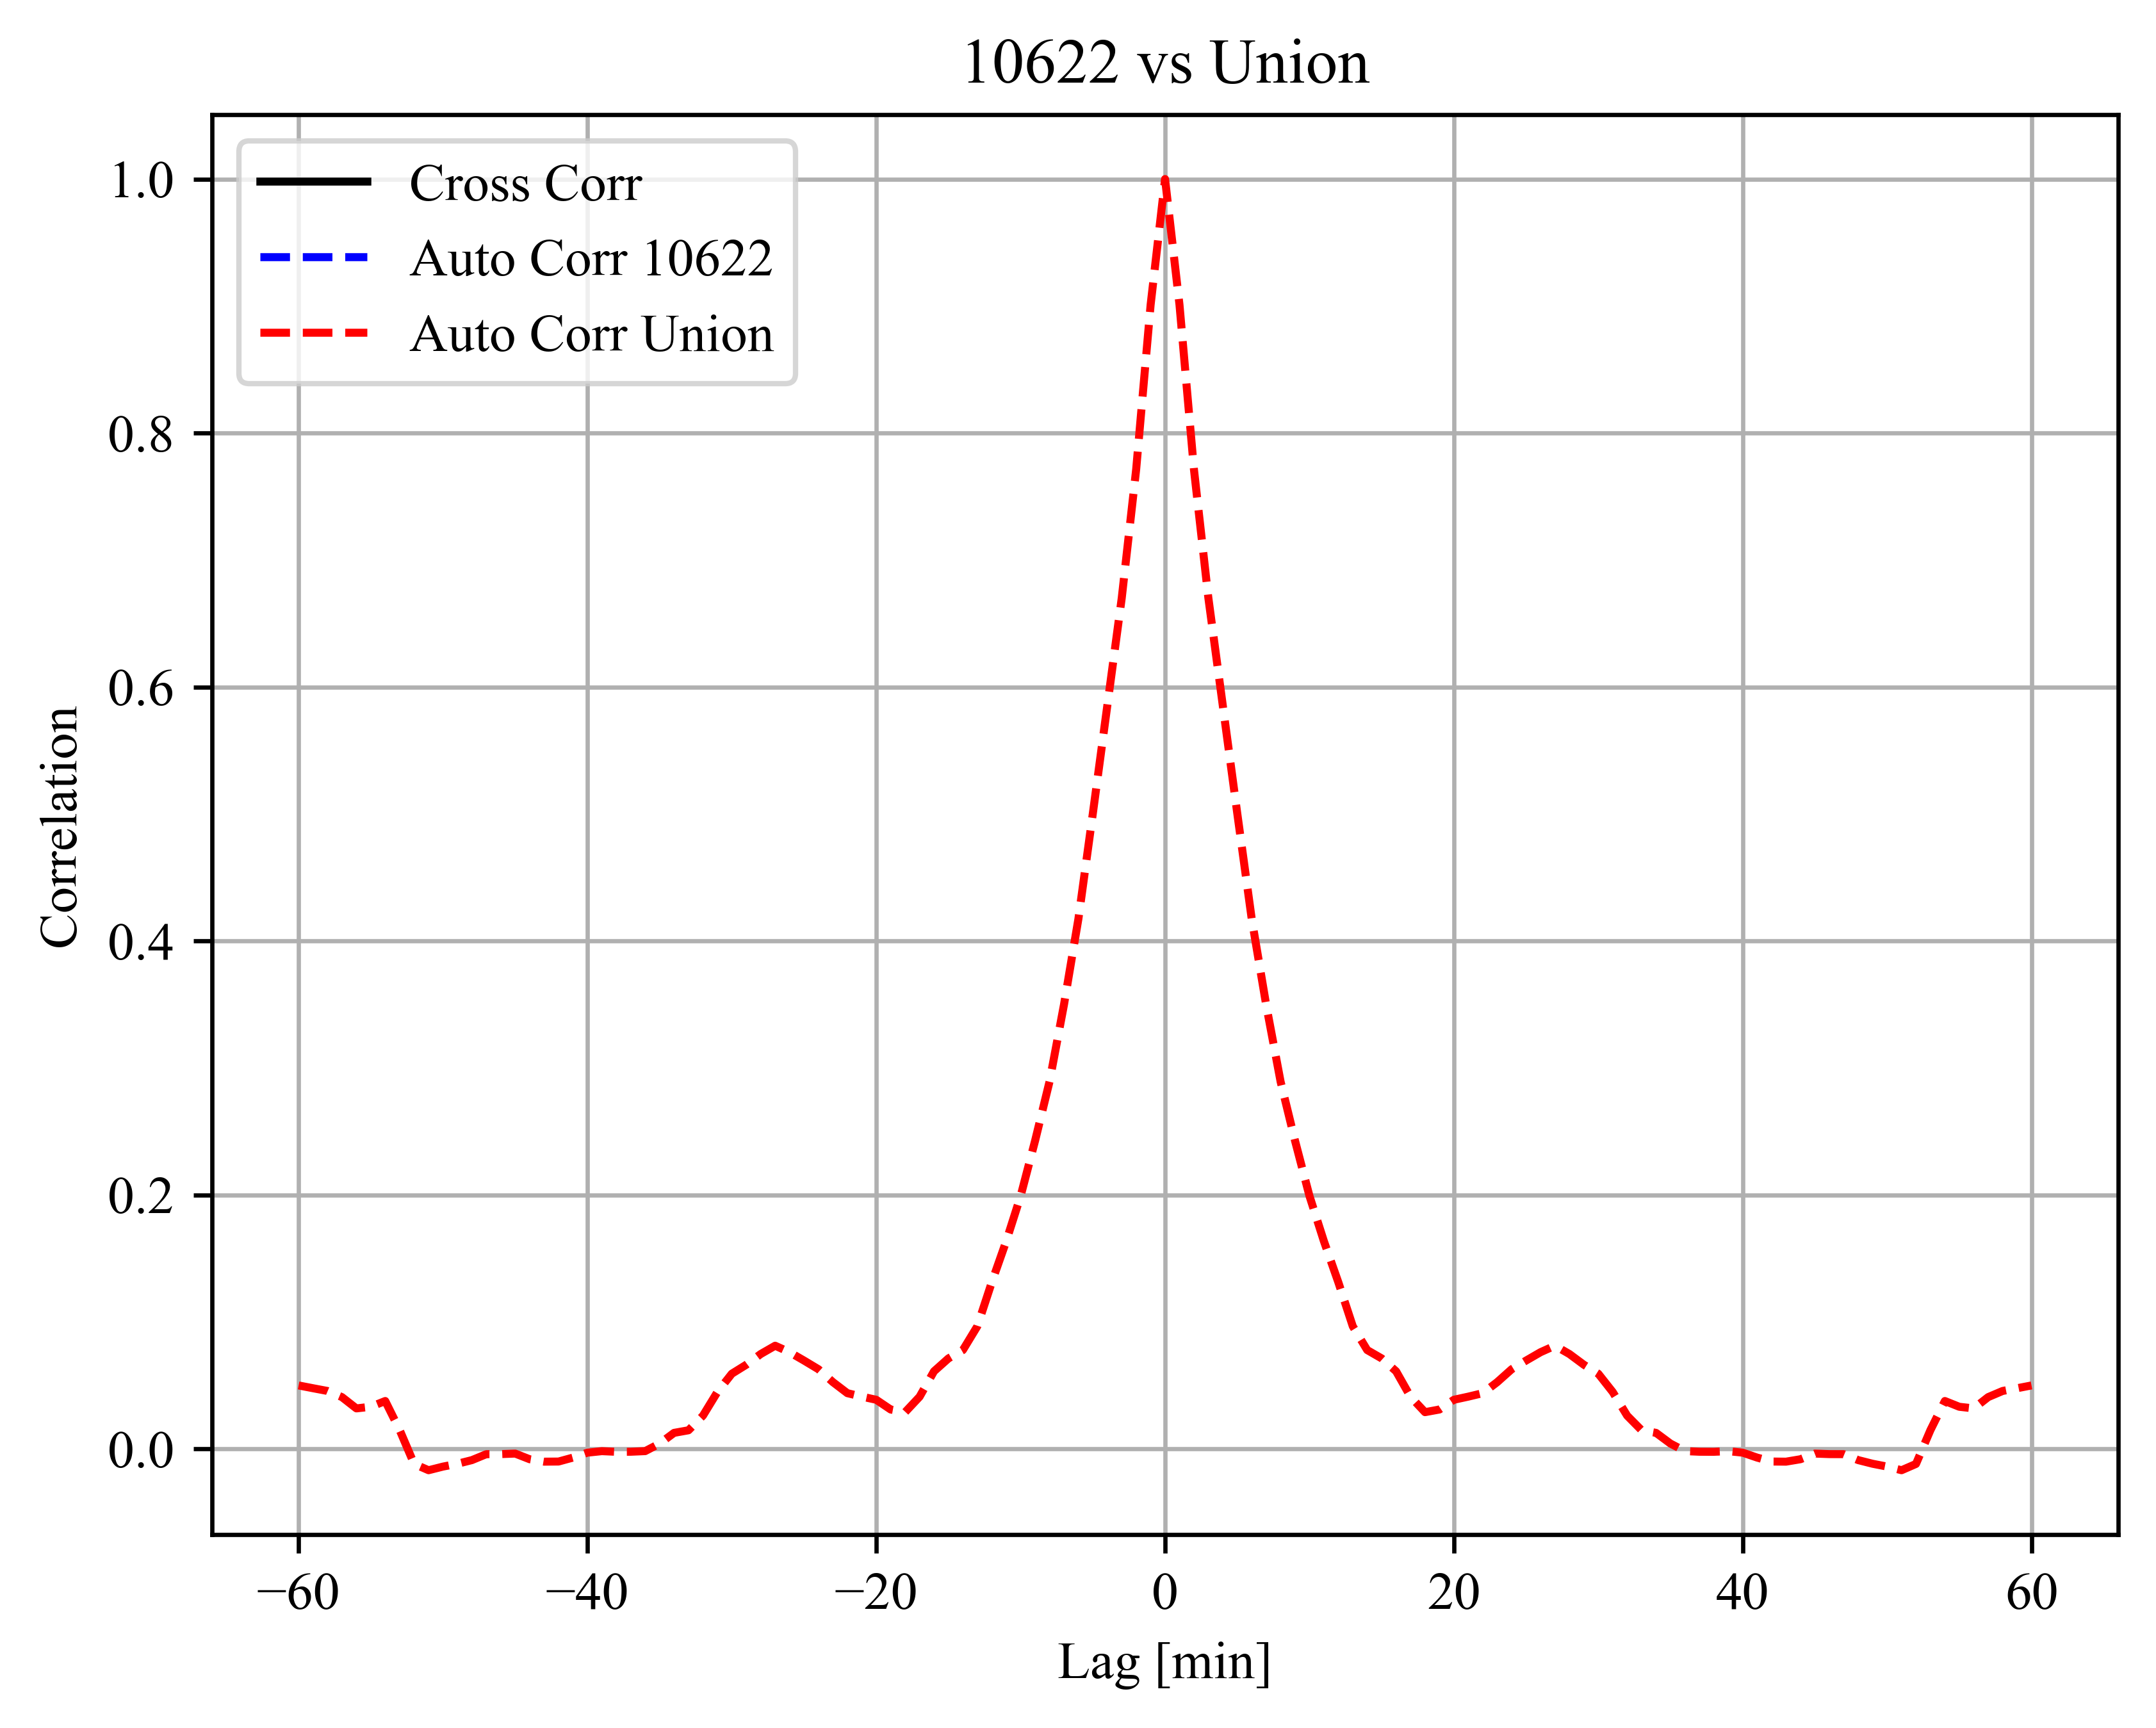 10622 vs Union
Cross Corr
Auto Corr 10622
Auto Corr Union
1.0
0.8
0.6
0.4
0.2
0.0
Correlation
−60 −40 −20 0 20 40 60
Lag [min]